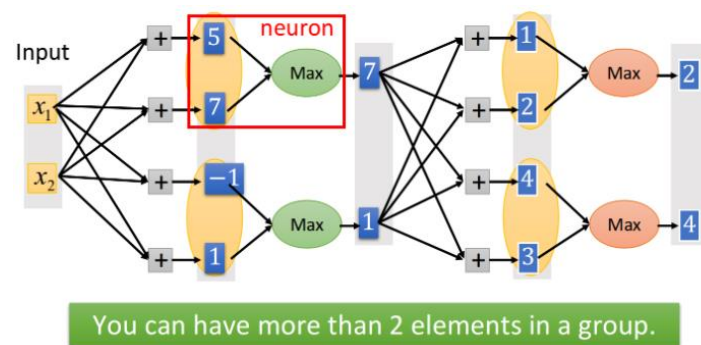 neuron
Input
+ 5
Max 7
+ 1
Max 2
x₁
+ 7
+ 2
x₂
+ −1
+ 4
Max 1
Max 4
+ 1
+ 3
You can have more than 2 elements in a group.